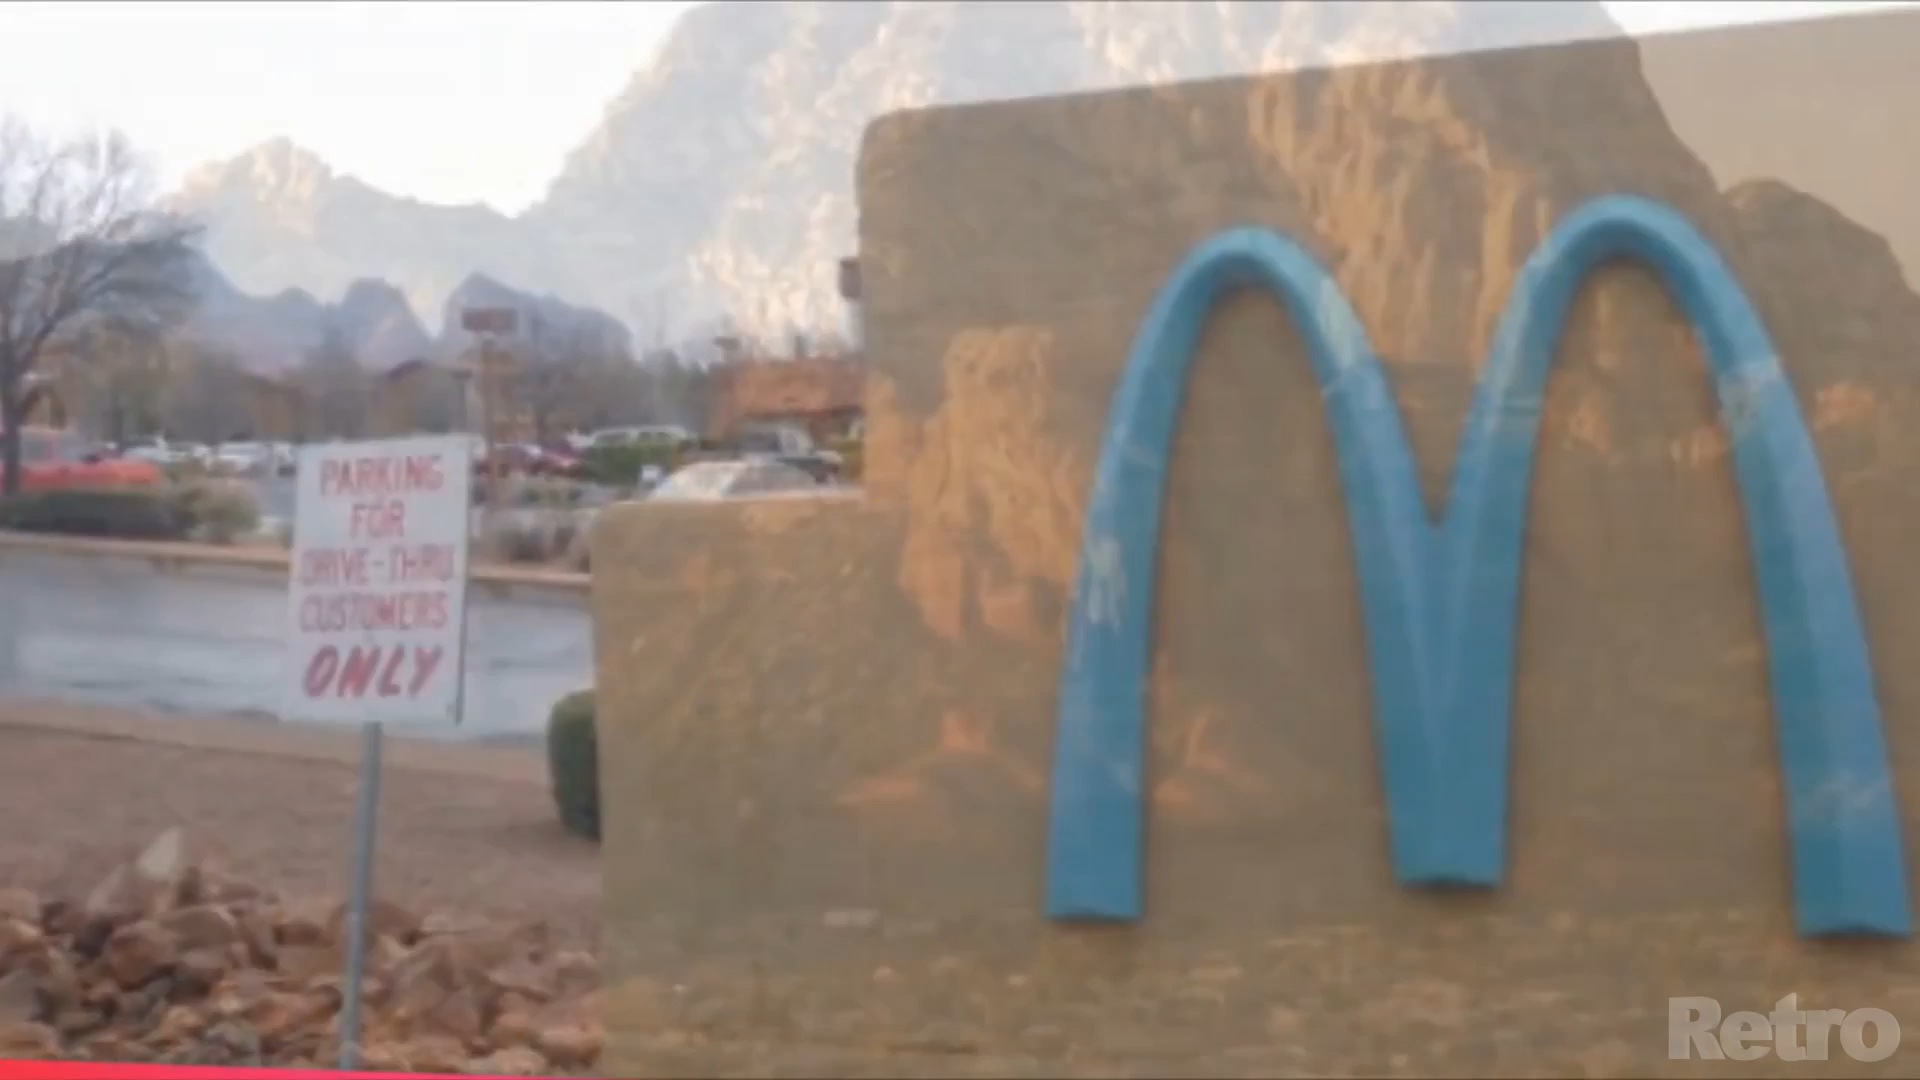 PARKING
FOR
DRIVE-THRU
CUSTOMERS
ONLY
Retro